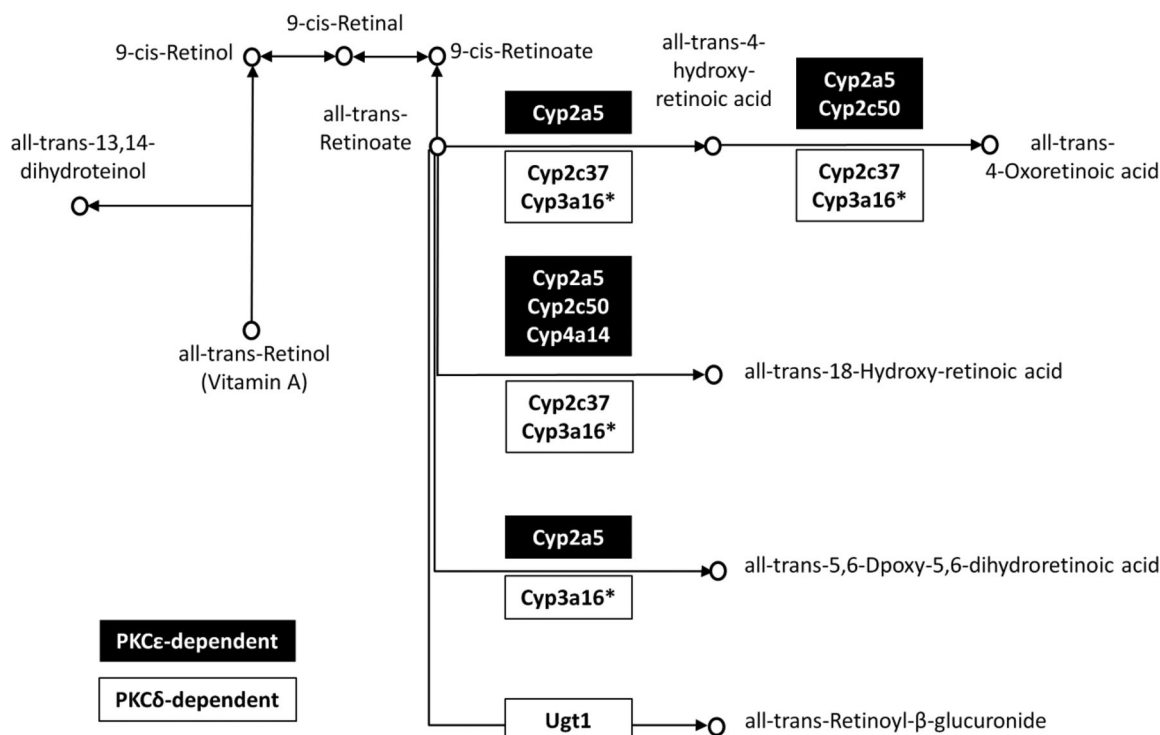 9-cis-Retinal
9-cis-Retinol
9-cis-Retinoate
all-trans-4-
hydroxy-
retinoic acid
Cyp2a5
Cyp2c50
all-trans-
Retinoate
Cyp2a5
all-trans-13,14-
dihydroteinol
Cyp2c37
Cyp3a16*
Cyp2c37
Cyp3a16*
all-trans-
4-Oxoretinoic acid
Cyp2a5
Cyp2c50
Cyp4a14
all-trans-Retinol
(Vitamin A)
all-trans-18-Hydroxy-retinoic acid
Cyp2c37
Cyp3a16*
Cyp2a5
all-trans-5,6-Dpoxy-5,6-dihydroretinoic acid
Cyp3a16*
PKCε-dependent
PKCδ-dependent
Ugt1
all-trans-Retinoyl-β-glucuronide